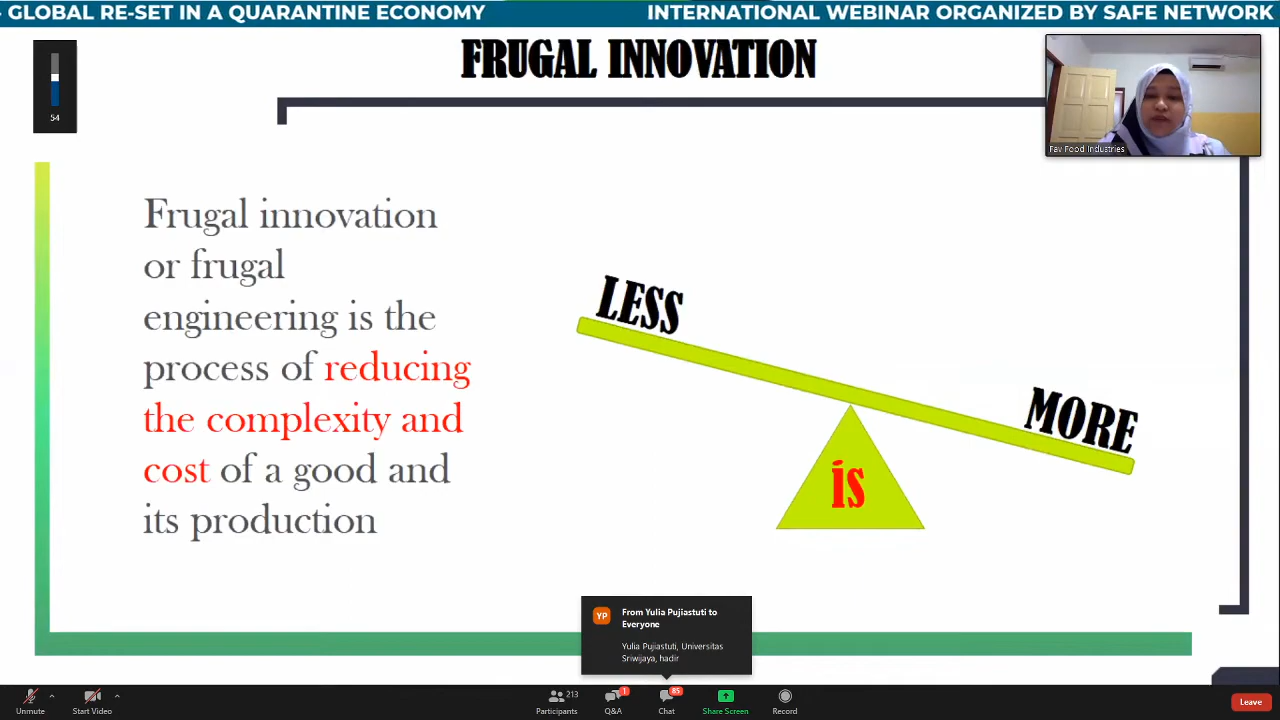 - GLOBAL RE-SET IN A QUARANTINE ECONOMY
INTERNATIONAL WEBINAR ORGANIZED BY SAFE NETWORK
FRUGAL INNOVATION
54
Fav Food Industries
Frugal innovation
or frugal
engineering is the
process of reducing
the complexity and
cost of a good and
its production
LESS
MORE
is
YP
From Yulia Pujiastuti to
Everyone
Yulia Pujiastuti, Universitas
Sriwijaya, hadir
Unmute
Start Video
213
Participants
1
Q&A
85
Chat
Share Screen
Record
Leave